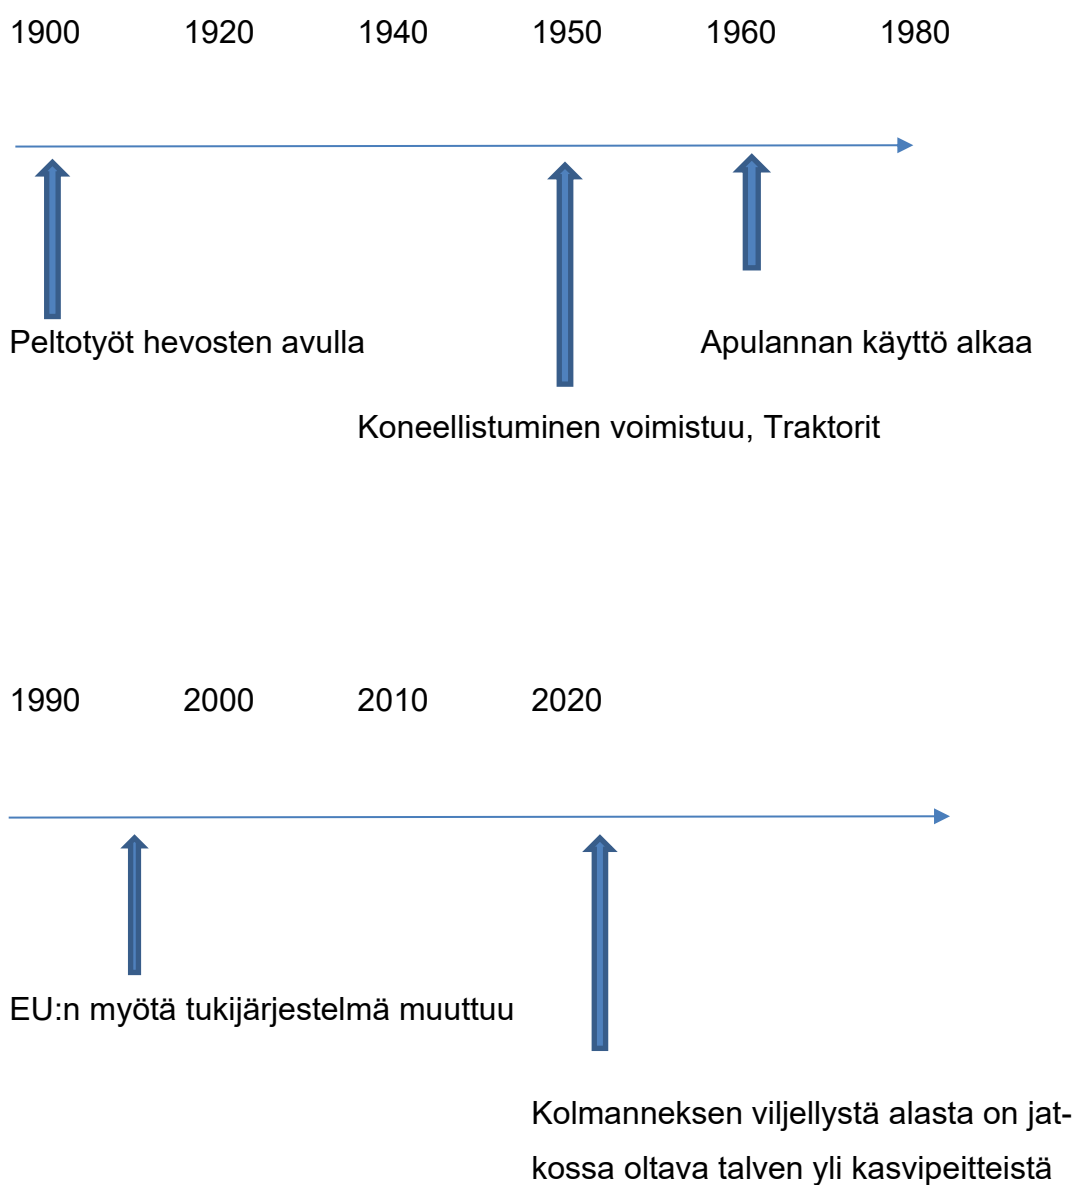 1900 1920 1940 1950 1960 1980
Peltotyöt hevosten avulla
Apulannan käyttö alkaa
Koneellistuminen voimistuu, Traktorit
1990 2000 2010 2020
EU:n myötä tukijärjestelmä muuttuu
Kolmanneksen viljellystä alasta on jat-
kossa oltava talven yli kasvipeitteistä